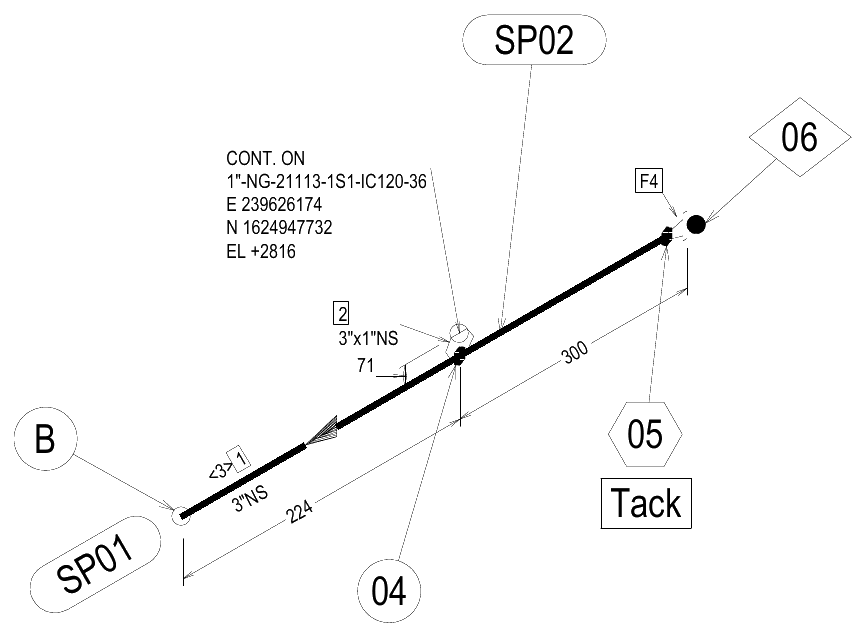 SP02
06
CONT. ON
1"-NG-21113-1S1-IC120-36
E 239626174
N 1624947732
EL +2816
F4
2
3"x1"NS
71
300
B
05
<3> 1
3"NS
224
Tack
SP01
04